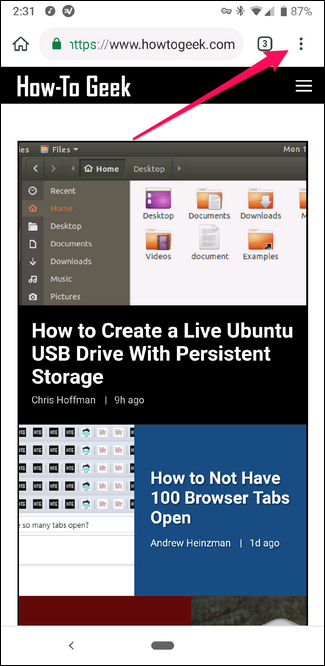 2:31
87%
https://www.howtogeek.com
3
How-To Geek
Files
Mon 1
Home
Desktop
Recent
Home
Desktop
Documents
Downloads
Music
Pictures
Desktop
Documents
Downloads
Videos
document
Examples
How to Create a Live Ubuntu
USB Drive With Persistent
Storage
Chris Hoffman | 9h ago
so many tabs open?
How to Not Have
100 Browser Tabs
Open
Andrew Heinzman | 1d ago